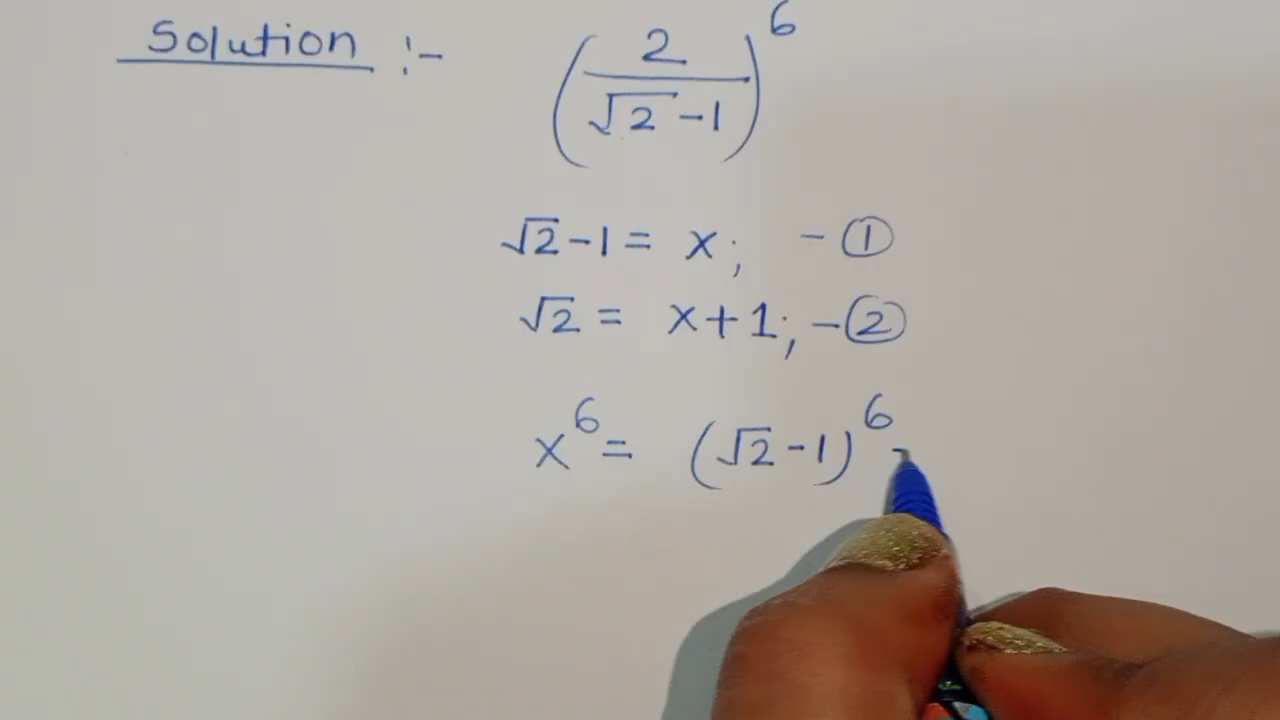 Solution :- (2/(√2-1))^6
√2-1 = x; -①
√2 = x+1; -②
x^6 = (√2-1)^6 -